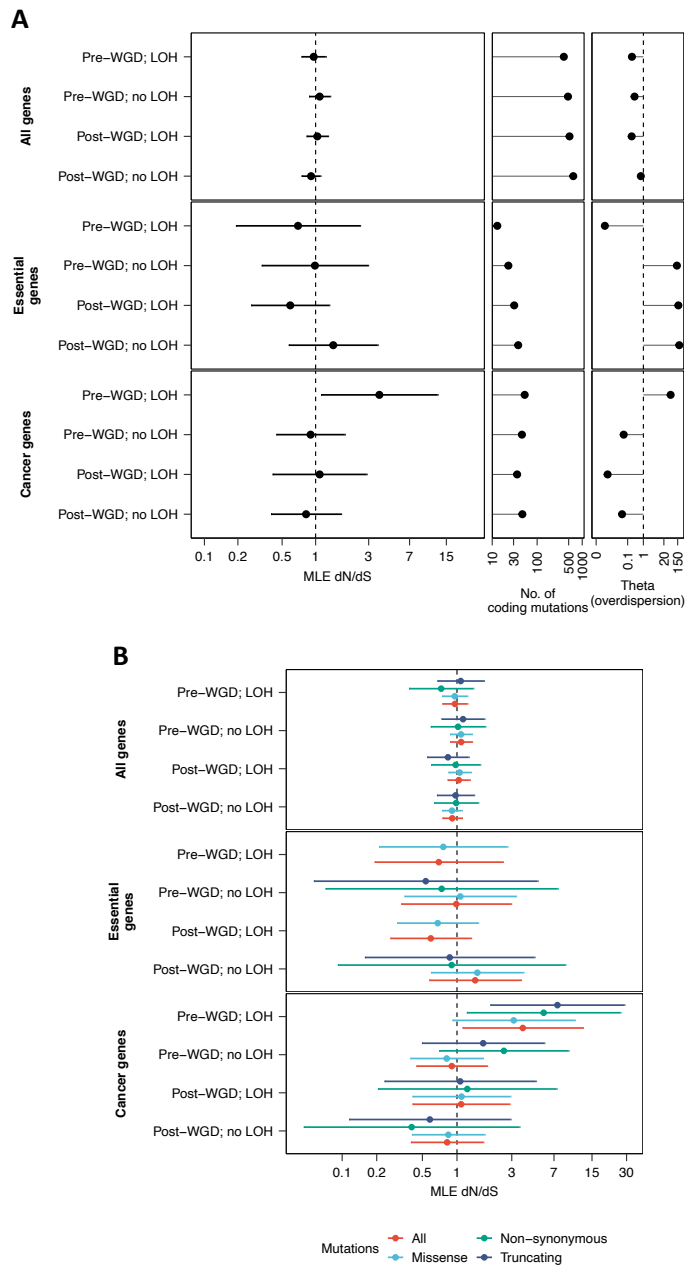 A
All genes
Pre−WGD; LOH
Pre−WGD; no LOH
Post−WGD; LOH
Post−WGD; no LOH
Essential
genes
Pre−WGD; LOH
Pre−WGD; no LOH
Post−WGD; LOH
Post−WGD; no LOH
Cancer genes
Pre−WGD; LOH
Pre−WGD; no LOH
Post−WGD; LOH
Post−WGD; no LOH
0.1 0.2 0.5 1 3 7 15
MLE dN/dS
10 30 100 500 1000
No. of
coding mutations
0 0.1 1 20 150
Theta
(overdispersion)
B
All genes
Pre−WGD; LOH
Pre−WGD; no LOH
Post−WGD; LOH
Post−WGD; no LOH
Essential
genes
Pre−WGD; LOH
Pre−WGD; no LOH
Post−WGD; LOH
Post−WGD; no LOH
Cancer genes
Pre−WGD; LOH
Pre−WGD; no LOH
Post−WGD; LOH
Post−WGD; no LOH
0.1 0.2 0.5 1 3 7 15 30
MLE dN/dS
Mutations
All Non−synonymous
Missense Truncating